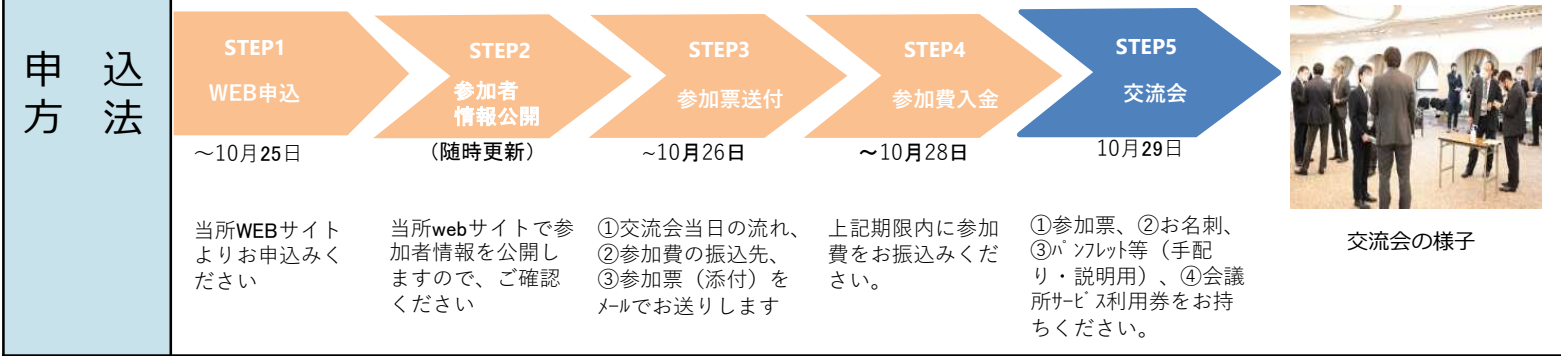 申 込
方 法
STEP1
WEB申込
～10月25日
当所WEBサイト
よりお申込みく
ださい
STEP2
参加者
情報公開
（随時更新）
当所webサイトで参
加者情報を公開し
ますので、ご確認
ください
STEP3
参加票送付
~10月26日
①交流会当日の流れ、
②参加費の振込先、
③参加票（添付）を
ﾒｰﾙでお送りします
STEP4
参加費入金
～10月28日
上記期限内に参加
費をお振込みくだ
さい。
STEP5
交流会
10月29日
①参加票、②お名刺、
③ﾊﾟﾝﾌﾚｯﾄ等（手配
り・説明用）、④会議
所ｻｰﾋﾞｽ利用券をお持
ちください。
交流会の様子